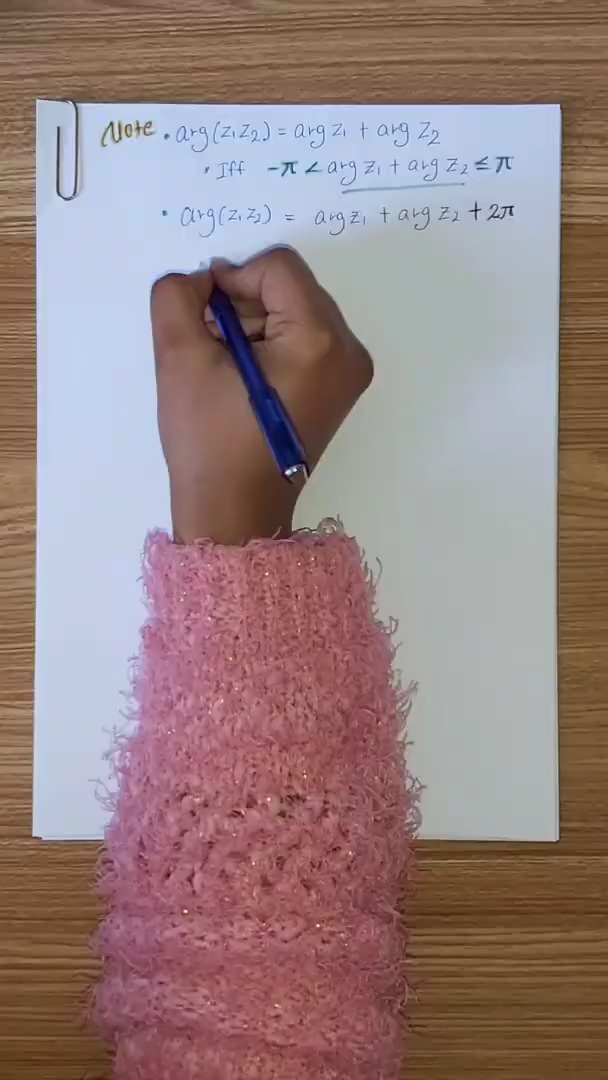 Note • arg(z₁z₂) = arg z₁ + arg z₂
• Iff -π < arg z₁ + arg z₂ ≤ π
• arg(z₁z₂) = arg z₁ + arg z₂ + 2π